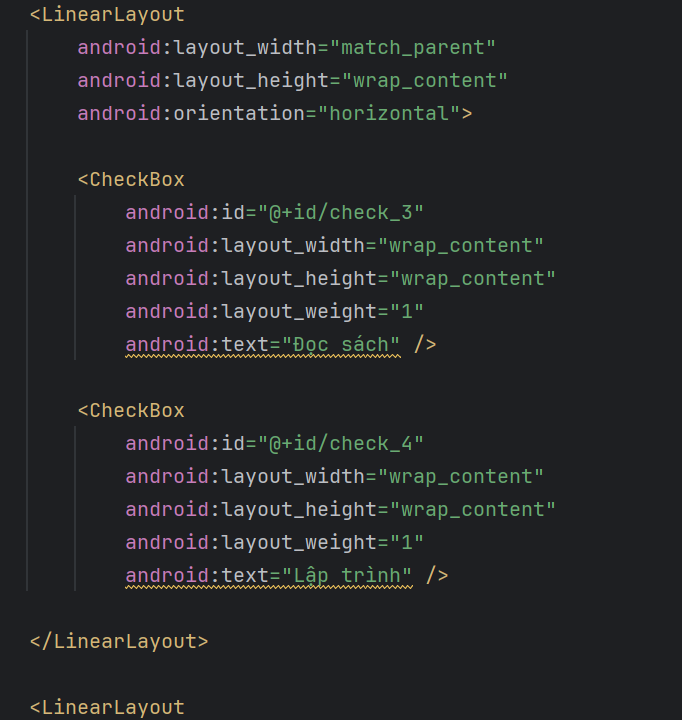 <LinearLayout
android:layout_width="match_parent"
android:layout_height="wrap_content"
android:orientation="horizontal">
<CheckBox
android:id="@+id/check_3"
android:layout_width="wrap_content"
android:layout_height="wrap_content"
android:layout_weight="1"
android:text="Đọc sách" />
<CheckBox
android:id="@+id/check_4"
android:layout_width="wrap_content"
android:layout_height="wrap_content"
android:layout_weight="1"
android:text="Lập trình" />
</LinearLayout>
<LinearLayout